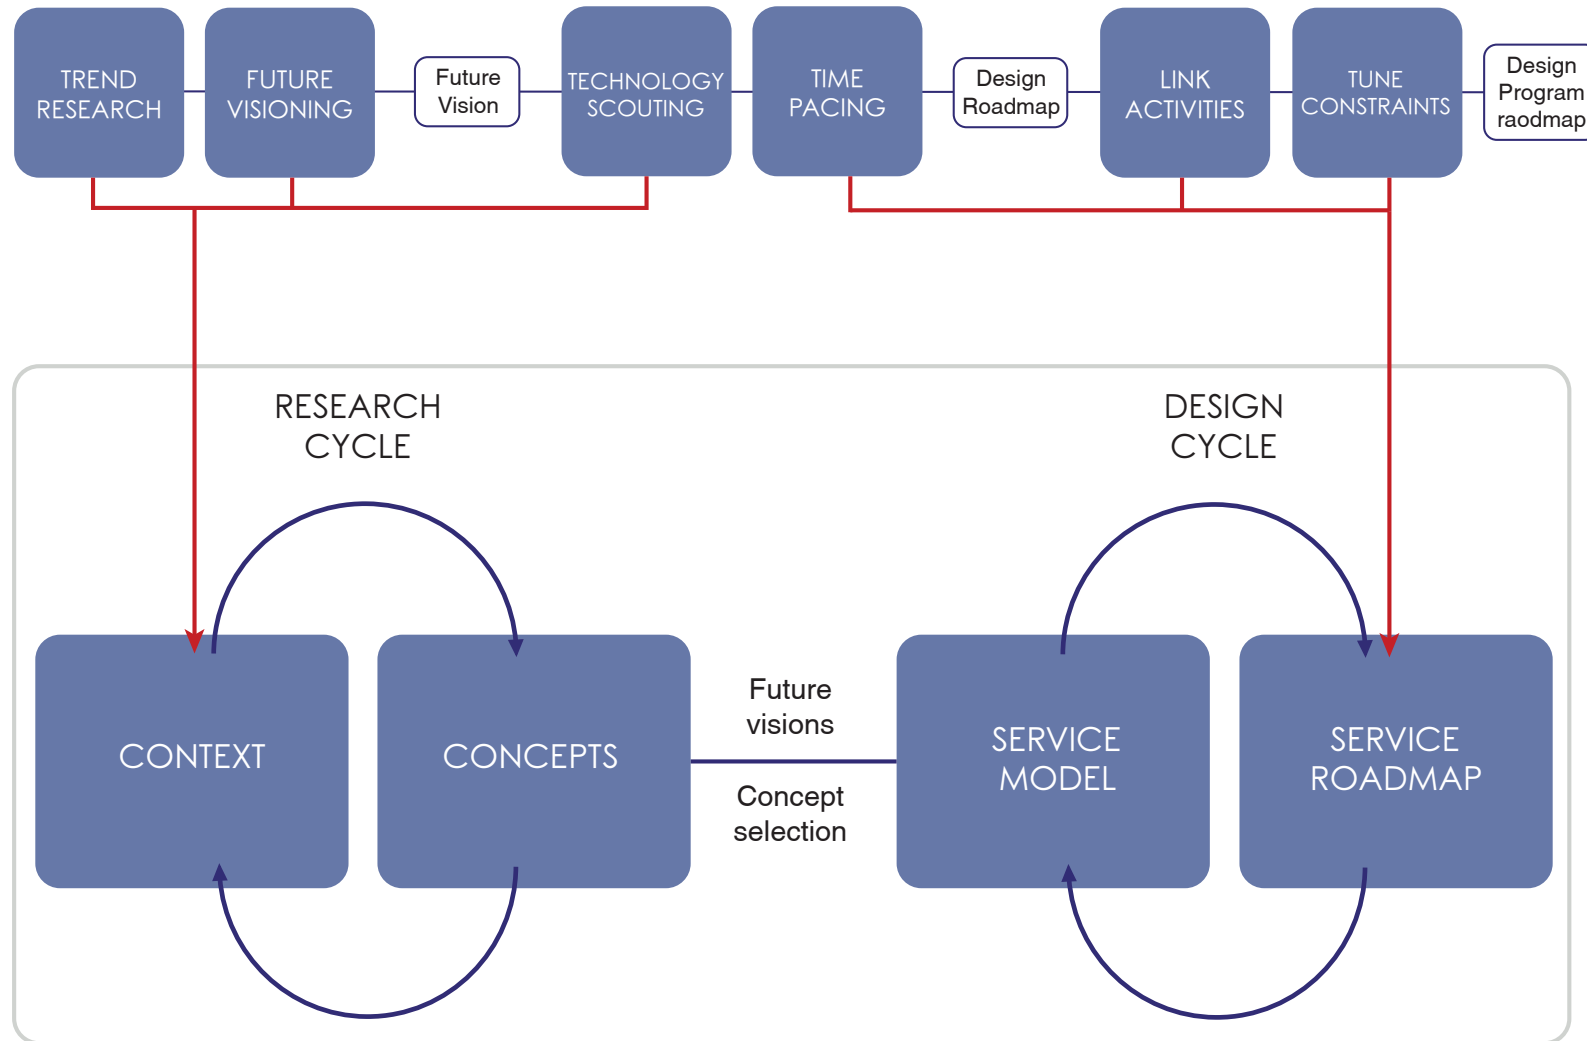 TREND
RESEARCH
FUTURE
VISIONING
Future
Vision
TECHNOLOGY
SCOUTING
TIME
PACING
Design
Roadmap
LINK
ACTIVITIES
TUNE
CONSTRAINTS
Design
Program
raodmap
RESEARCH
CYCLE
DESIGN
CYCLE
CONTEXT
CONCEPTS
Future
visions
Concept
selection
SERVICE
MODEL
SERVICE
ROADMAP